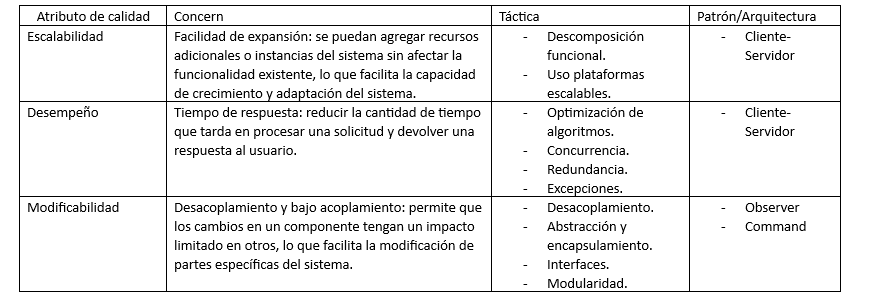 Atributo de calidad Concern Táctica Patrón/Arquitectura
Escalabilidad
Facilidad de expansión: se puedan agregar recursos
adicionales o instancias del sistema sin afectar la
funcionalidad existente, lo que facilita la capacidad
de crecimiento y adaptación del sistema.
- Descomposición
funcional.
- Uso plataformas
escalables.
- Cliente-
Servidor
Desempeño
Tiempo de respuesta: reducir la cantidad de tiempo
que tarda en procesar una solicitud y devolver una
respuesta al usuario.
- Optimización de
algoritmos.
- Concurrencia.
- Redundancia.
- Excepciones.
- Cliente-
Servidor
Modificabilidad
Desacoplamiento y bajo acoplamiento: permite que
los cambios en un componente tengan un impacto
limitado en otros, lo que facilita la modificación de
partes específicas del sistema.
- Desacoplamiento.
- Abstracción y
encapsulamiento.
- Interfaces.
- Modularidad.
- Observer
- Command